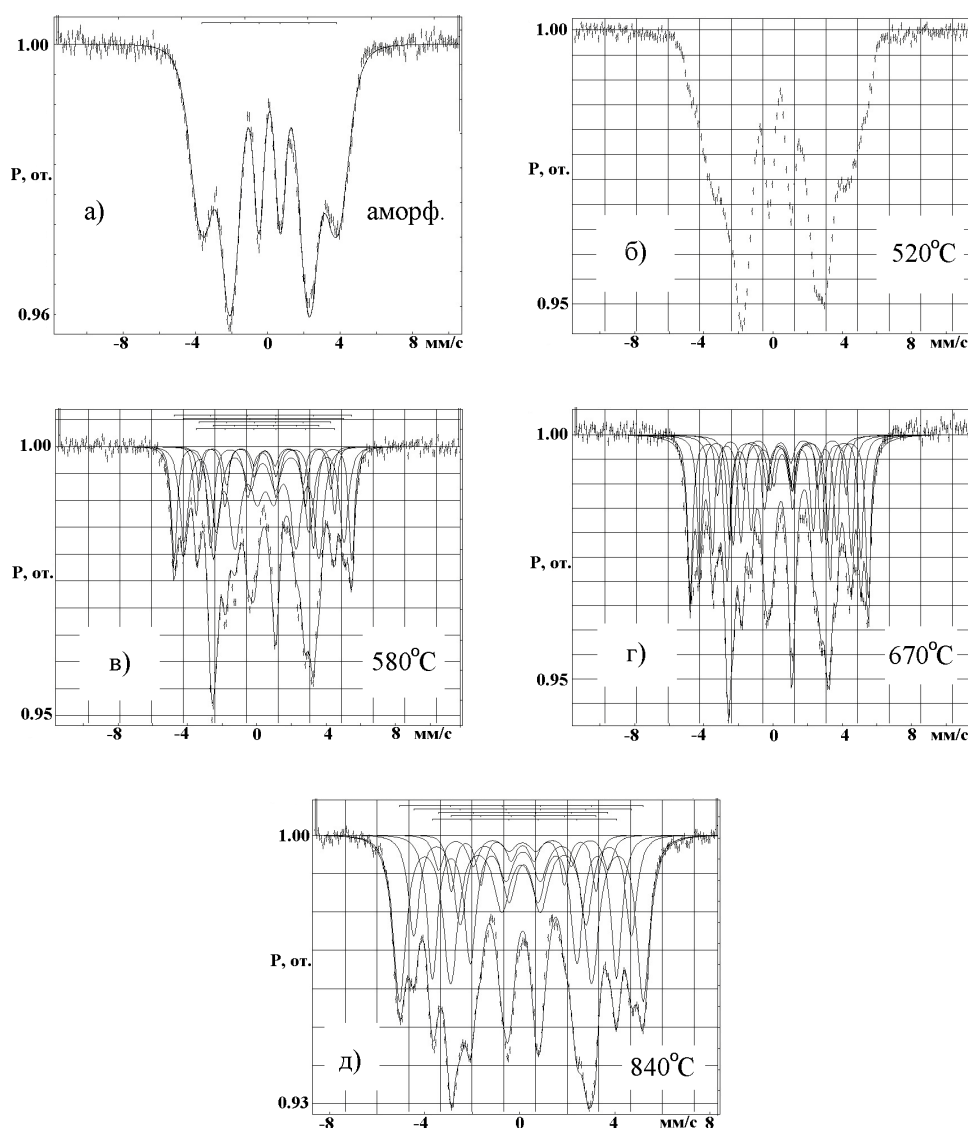 1.00
P, от.
а)
аморф.
0.96
-8 -4 0 4 мм/с
1.00
P, от.
б)
520°C
0.95
-8 -4 0 4 8 мм/с
1.00
P, от.
в)
580°C
0.95
-8 -4 0 4 8 мм/с
1.00
P, от.
г)
670°C
0.95
-8 -4 0 4 8 мм/с
1.00
P, от.
д)
840°C
0.93
-8 -4 0 4 мм/с 8